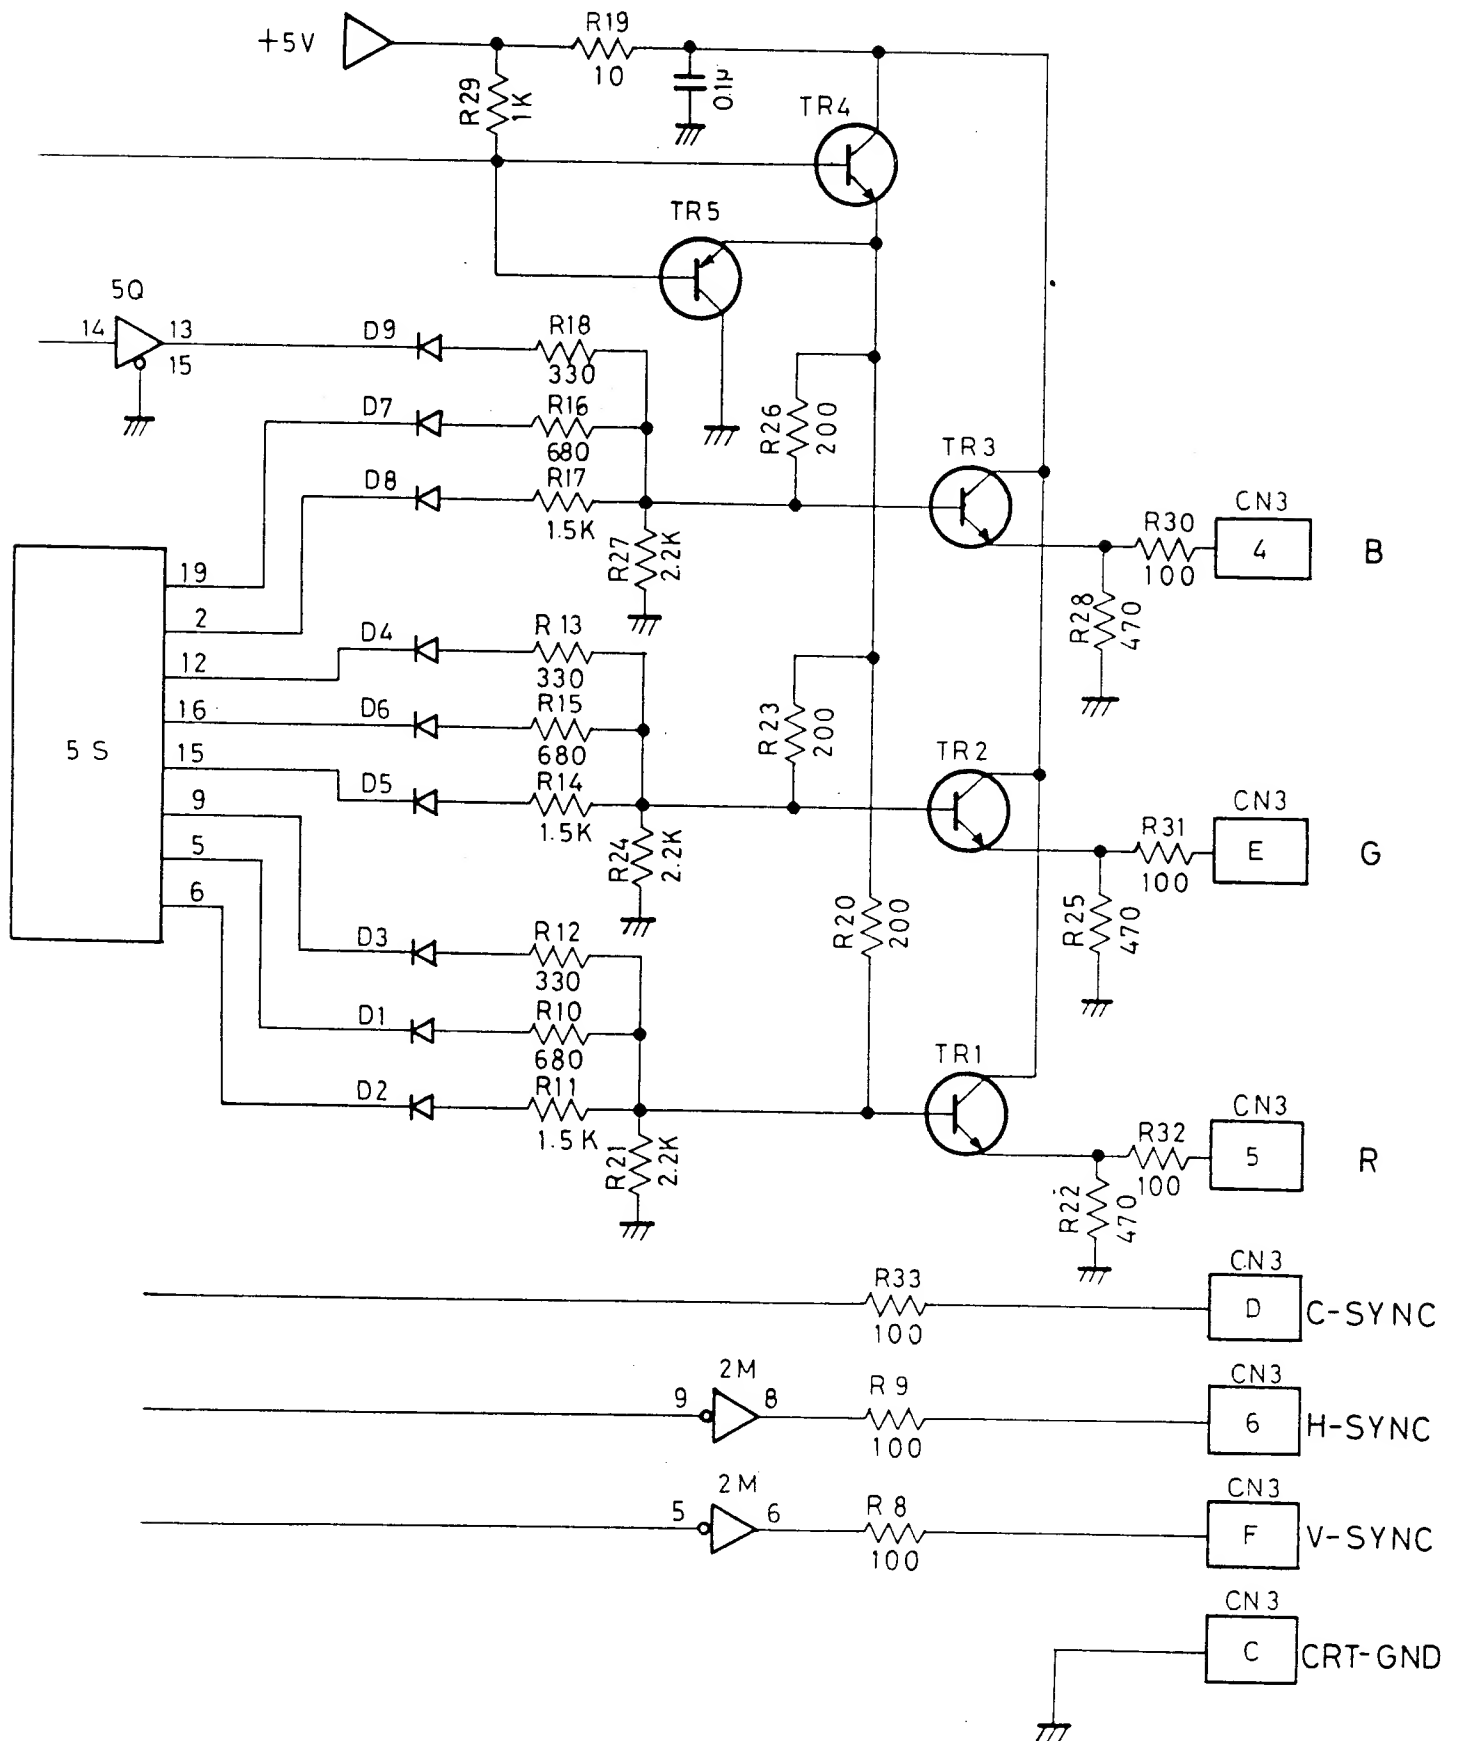 +5V
R19
10
R29
1K
0.1μ
TR4
TR5
5Q
14
13
15
D9
R18
330
D7
R16
680
D8
R17
1.5K
R27
2.2K
R26
200
TR3
R30
100
CN3
4
B
R28
470
5S
19
2
12
16
15
9
5
6
D4
R13
330
D6
R15
680
D5
R14
1.5K
R24
2.2K
R23
200
TR2
R31
100
CN3
E
G
R25
470
R20
200
D3
R12
330
D1
R10
680
D2
R11
1.5K
R21
2.2K
TR1
R32
100
CN3
5
R
R22
470
R33
100
CN3
D
C-SYNC
2M
9
8
R9
100
CN3
6
H-SYNC
2M
5
6
R8
100
CN3
F
V-SYNC
CN3
C
CRT-GND